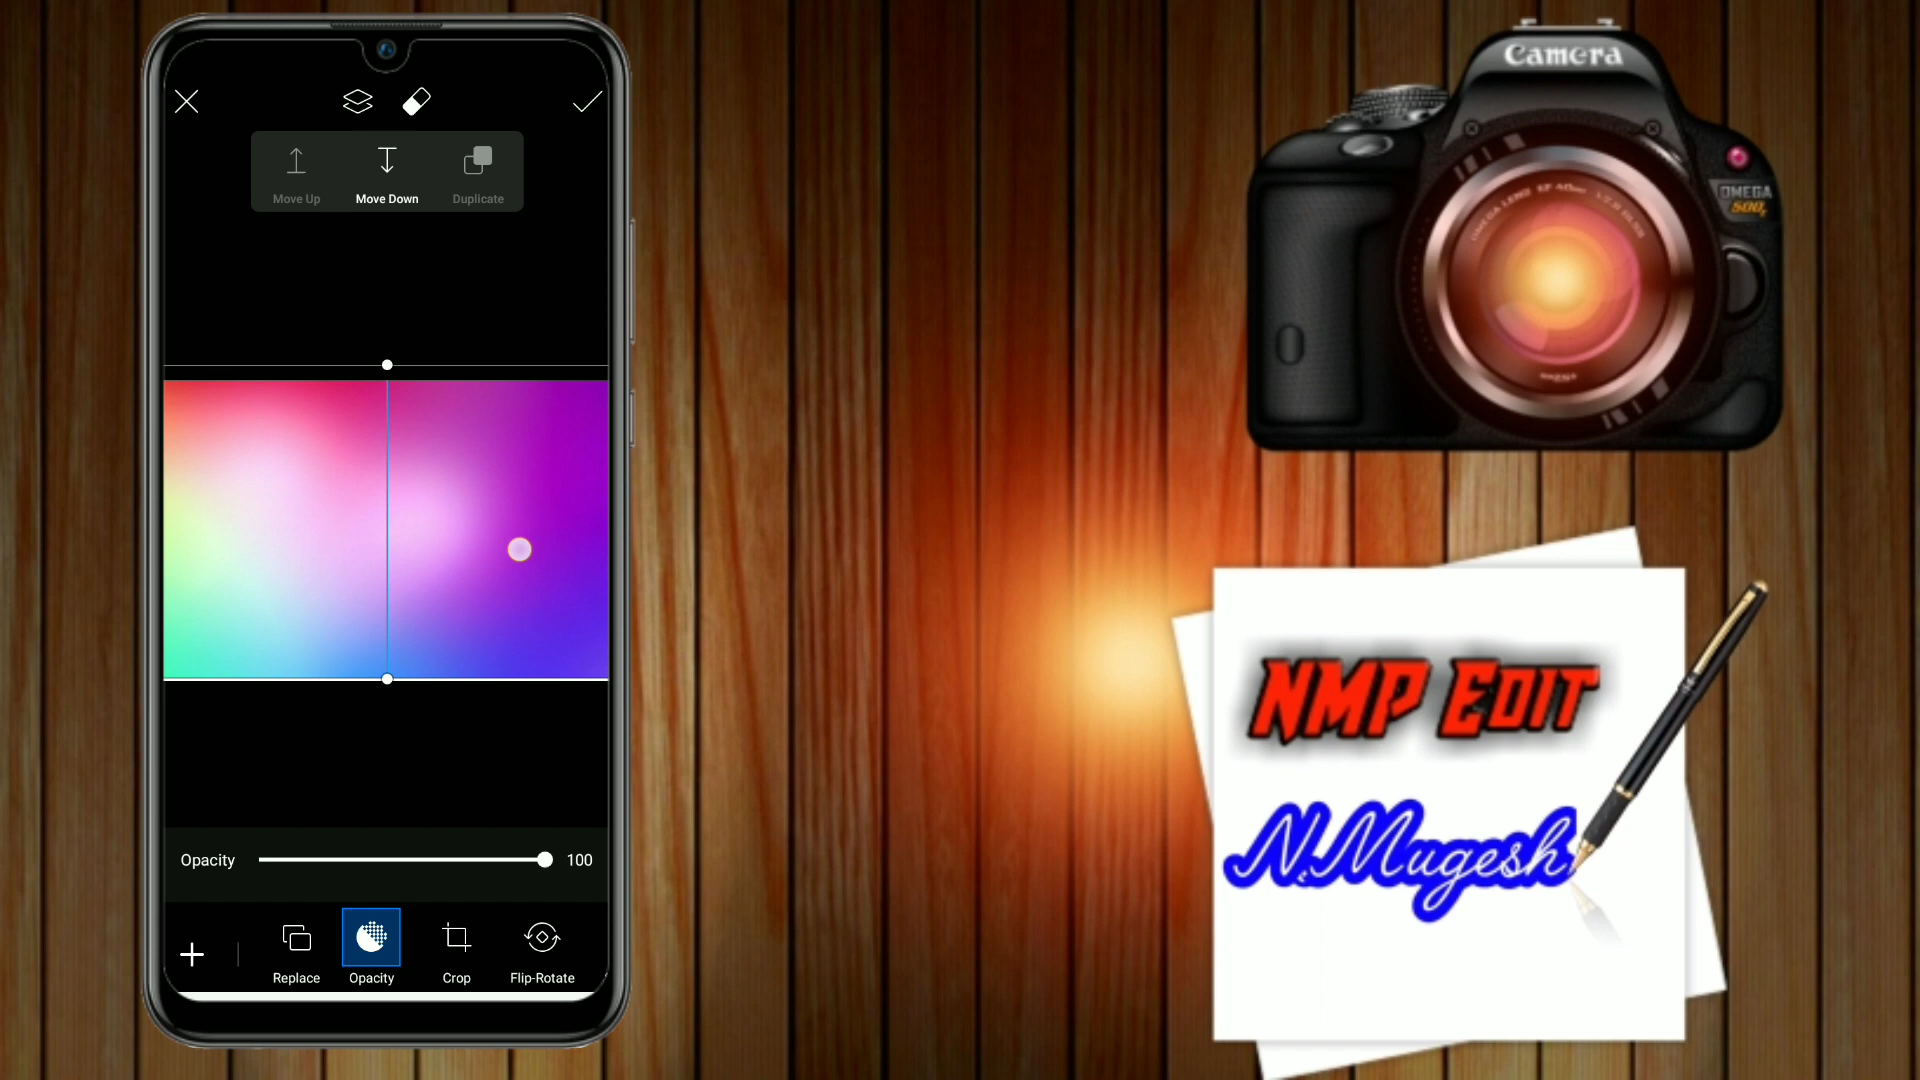 Move Up
Move Down
Duplicate
Opacity
100
Replace
Opacity
Crop
Flip-Rotate
Camera
OMEGA
500
NMP Edit
N.Mugesh